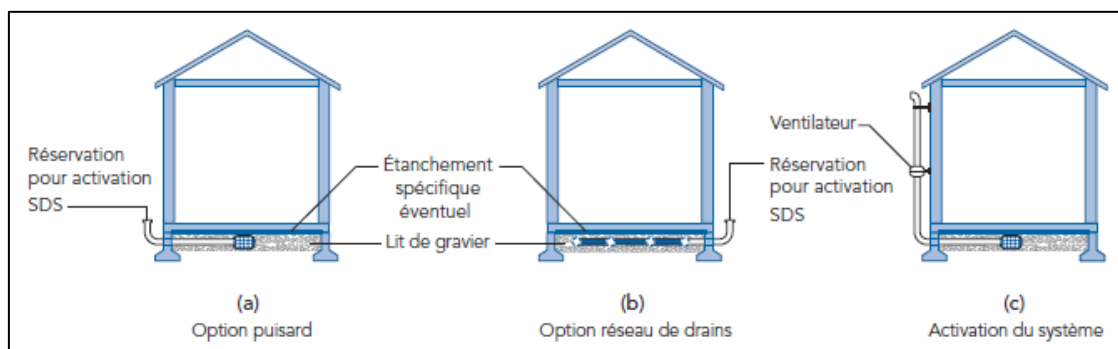 Réservation
pour activation
SDS
Étanchement
spécifique
éventuel
Lit de gravier
Réservation
pour activation
SDS
Ventilateur
(a)
Option puisard
(b)
Option réseau de drains
(c)
Activation du système